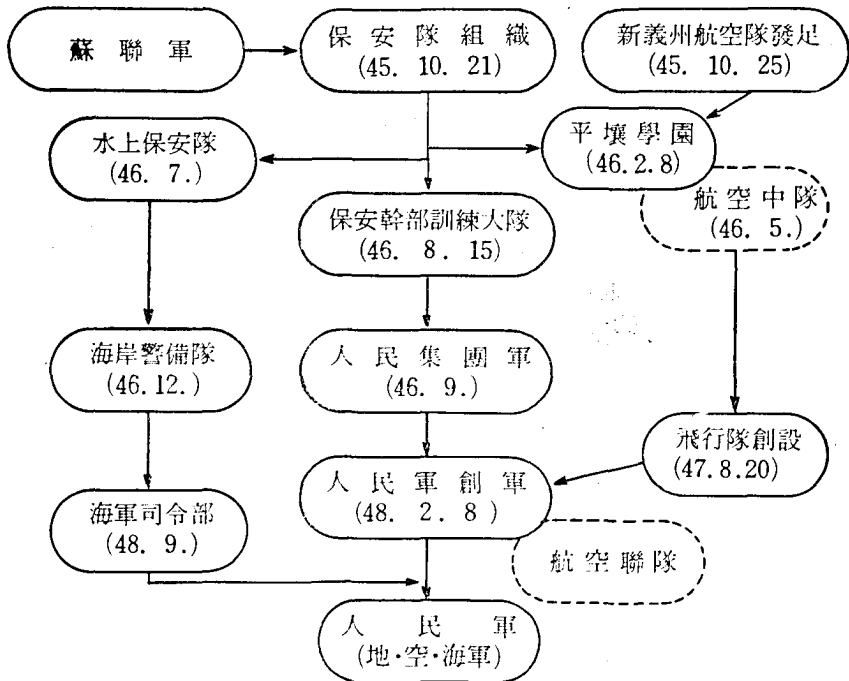 蘇聯軍
保安隊組織
(45. 10. 21)
新義州航空隊發足
(45. 10. 25)
水上保安隊
(46. 7.)
平壤學園
(46.2.8)
航空中隊
(46. 5.)
保安幹部訓練大隊
(46. 8. 15)
海岸警備隊
(46.12.)
人民集團軍
(46. 9.)
飛行隊創設
(47.8.20)
人民軍創軍
(48. 2. 8)
海軍司令部
(48. 9.)
航空聯隊
人民軍
(地·空·海軍)